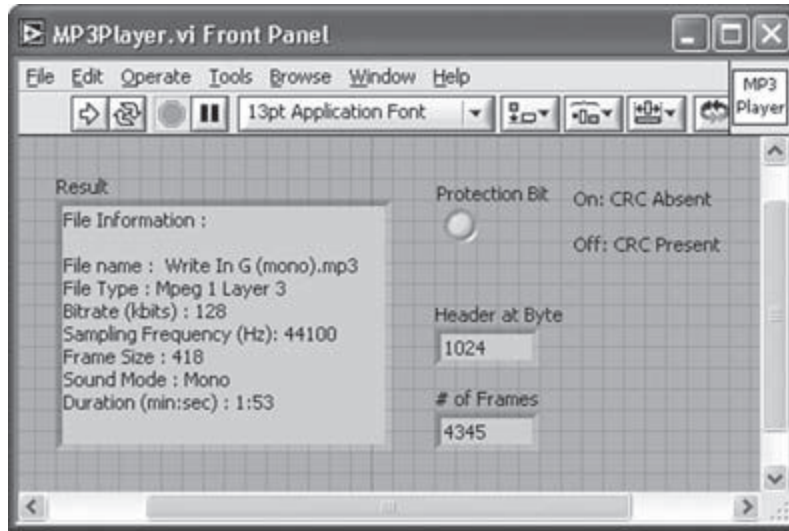 MP3Player.vi Front Panel
File Edit Operate Tools Browse Window Help
MP3
Player
13pt Application Font
Result
File Information :
File name : Write In G (mono).mp3
File Type : Mpeg 1 Layer 3
Bitrate (kbits) : 128
Sampling Frequency (Hz): 44100
Frame Size : 418
Sound Mode : Mono
Duration (min:sec) : 1:53
Protection Bit
On: CRC Absent
Off: CRC Present
Header at Byte
1024
# of Frames
4345